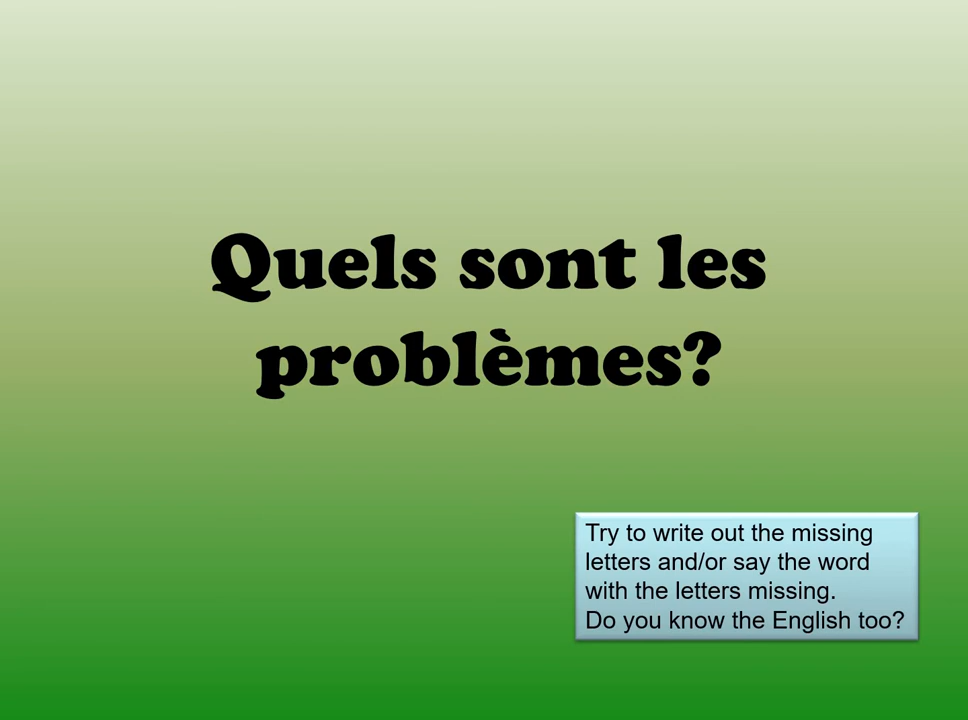 Quels sont les
problèmes?
Try to write out the missing
letters and/or say the word
with the letters missing.
Do you know the English too?